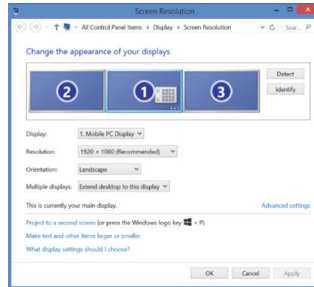 Screen Resolution
All Control Panel Items › Display › Screen Resolution
Change the appearance of your displays
2
1
3
Detect
Identify
Display: 1. Mobile PC Display
Resolution: 1920 × 1080 (Recommended)
Orientation: Landscape
Multiple displays: Extend desktop to this display
This is currently your main display. Advanced settings
Project to a second screen (or press the Windows logo key + P)
Make text and other items larger or smaller
What display settings should I choose?
OK Cancel Apply